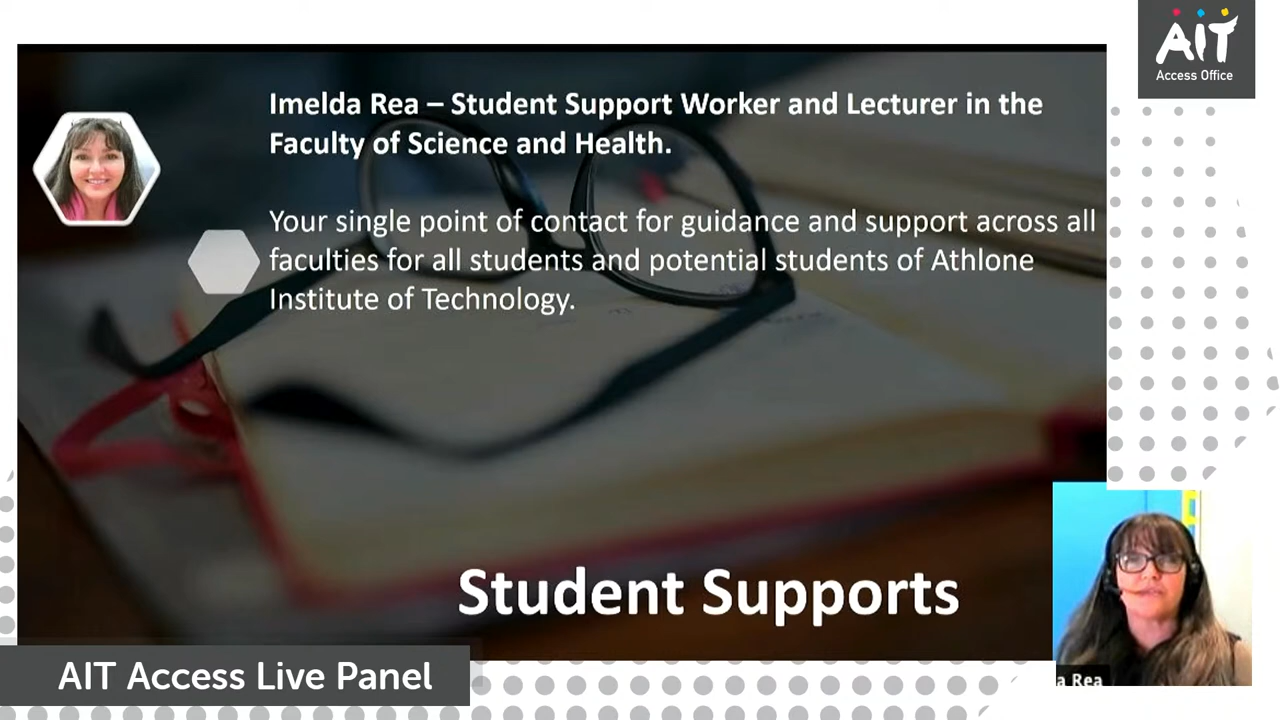 AIT
Access Office
Imelda Rea – Student Support Worker and Lecturer in the
Faculty of Science and Health.
Your single point of contact for guidance and support across all
faculties for all students and potential students of Athlone
Institute of Technology.
Student Supports
a Rea
AIT Access Live Panel